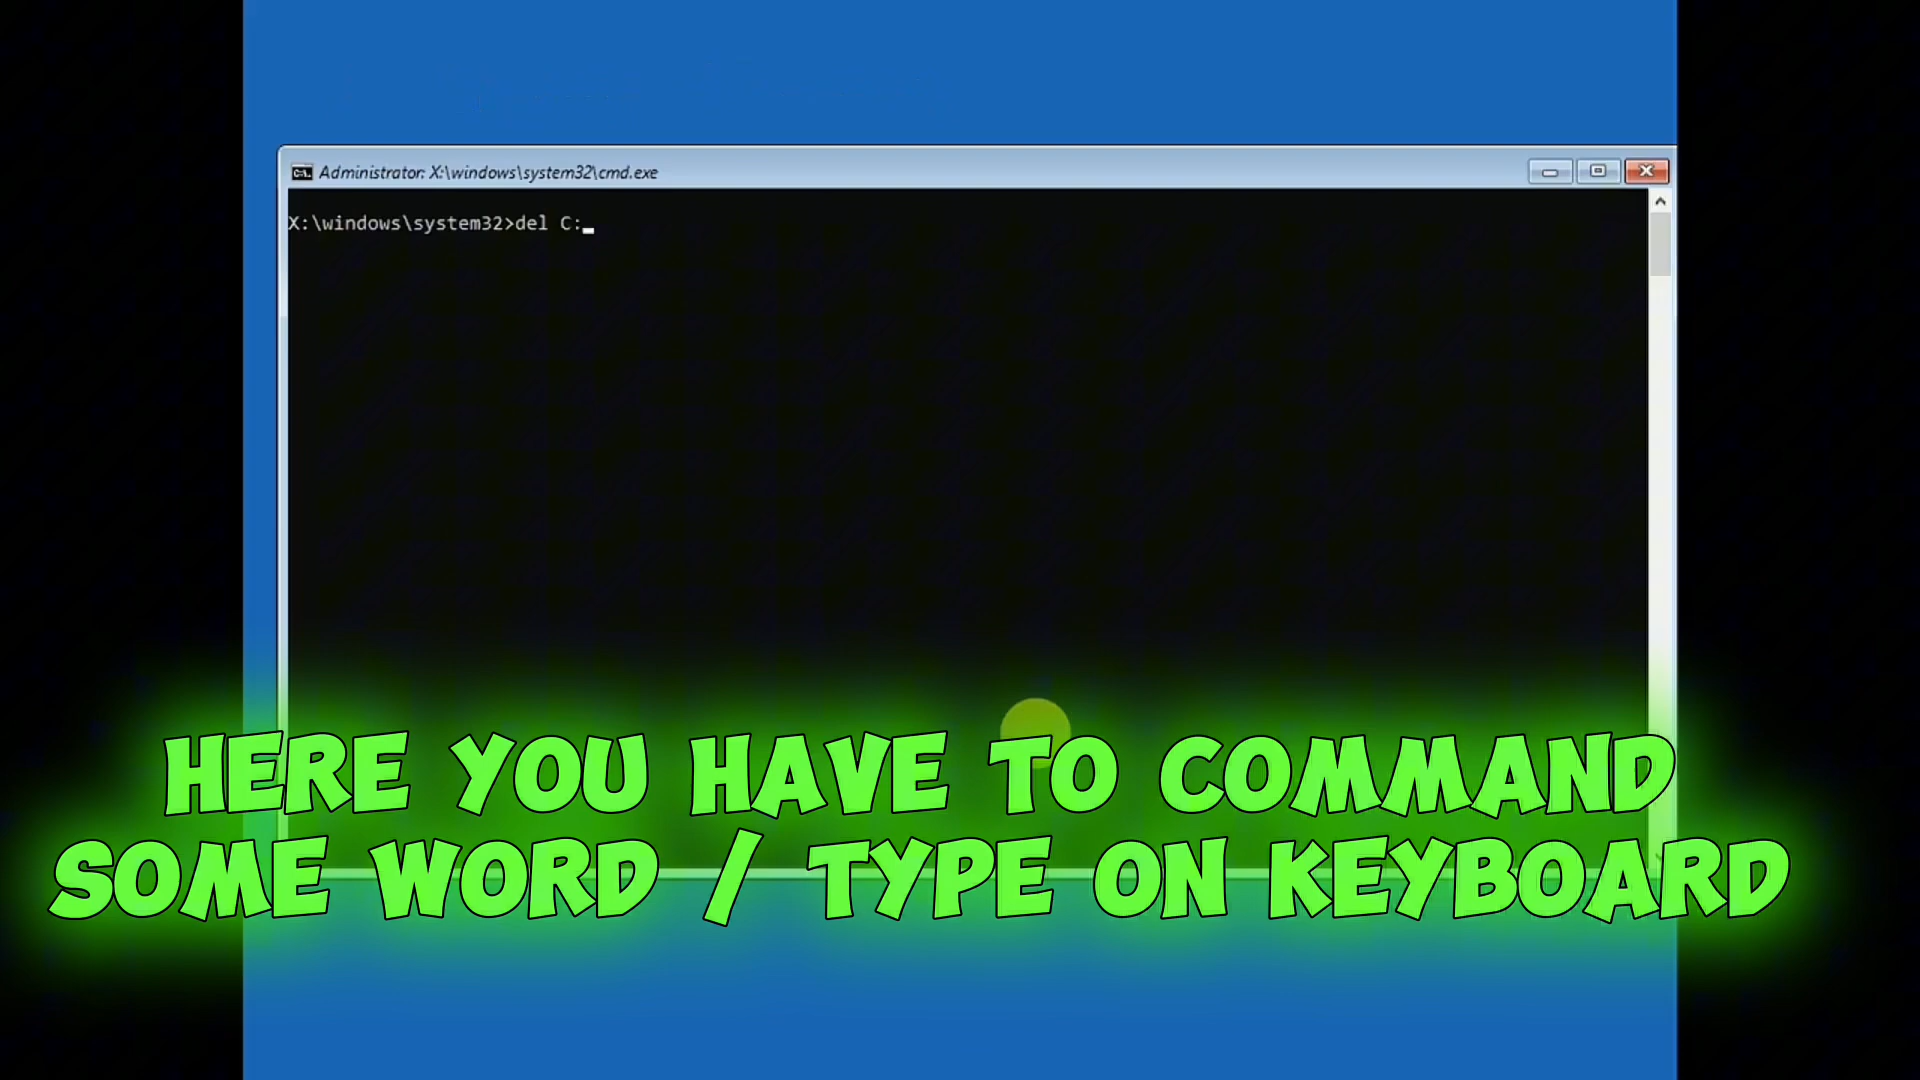 Administrator: X:\windows\system32\cmd.exe
X:\windows\system32>del C:
HERE YOU HAVE TO COMMAND
SOME WORD / TYPE ON KEYBOARD